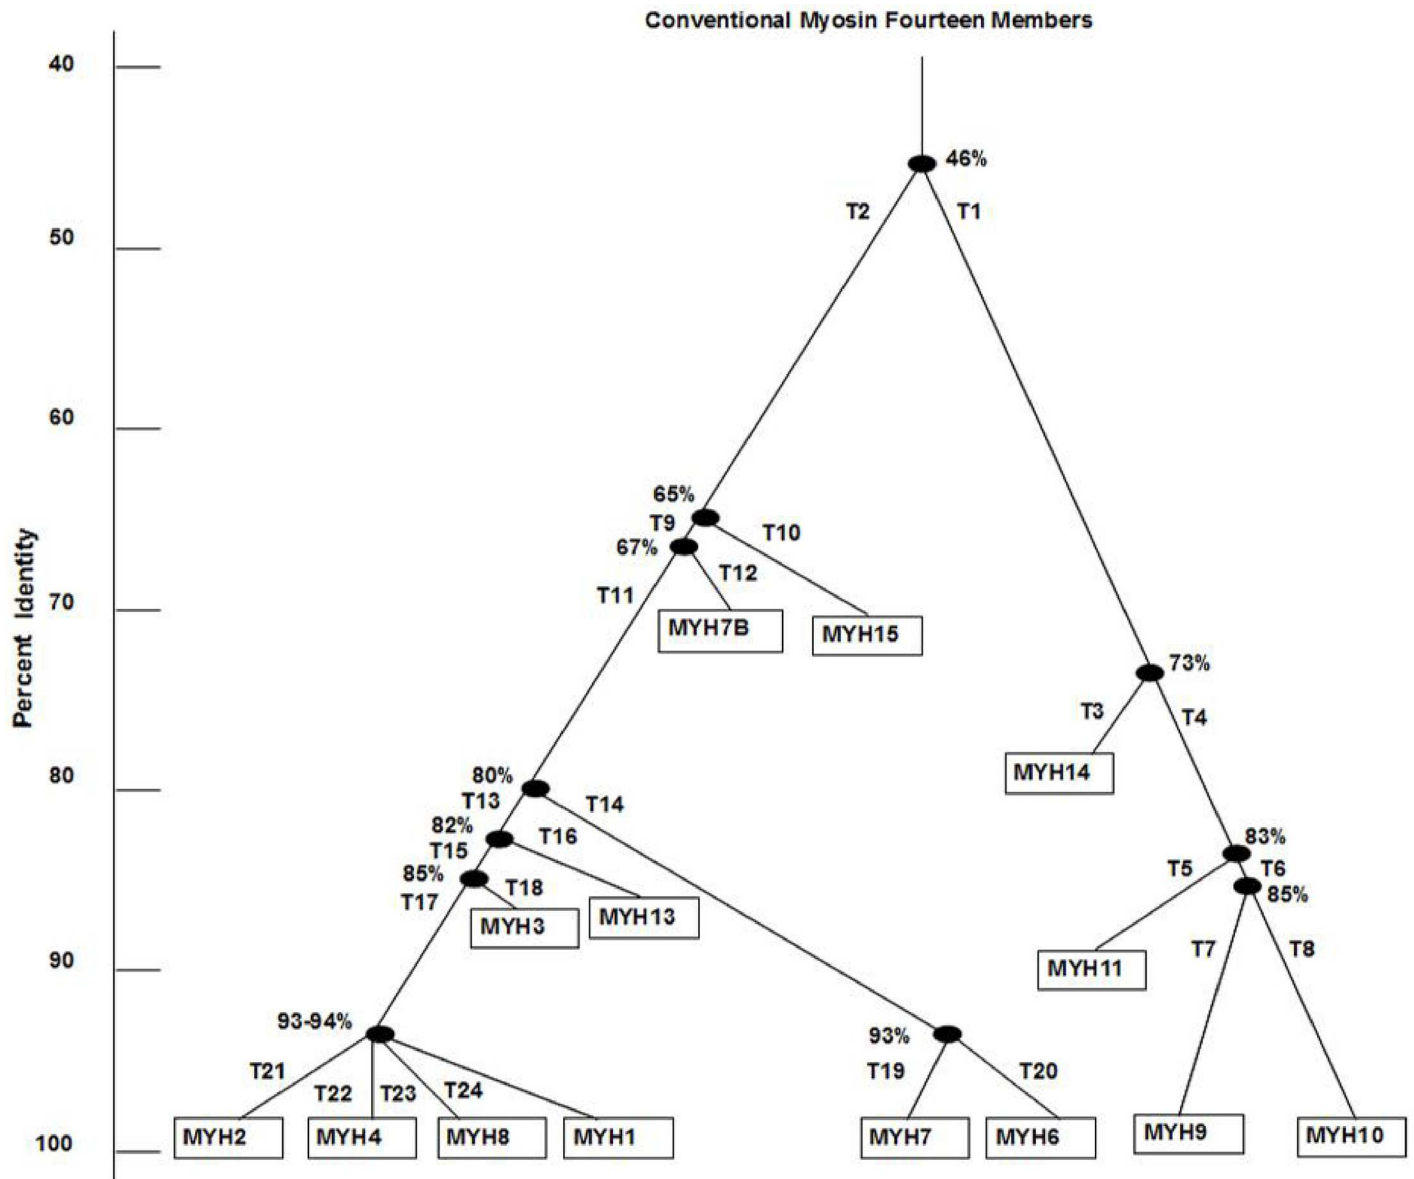 Conventional Myosin Fourteen Members
40
46%
T2 T1
50
60
65%
T9 T10
67% T12
T11
70
MYH7B MYH15
73%
T3 T4
MYH14
80
80%
T13 T14
82% T16 83%
T15
85% T18 T5 T6
T17 85%
MYH3 MYH13
T7 T8
90
MYH11
93-94% 93%
T21 T22 T23 T24 T19 T20
MYH2 MYH4 MYH8 MYH1 MYH7 MYH6 MYH9 MYH10
100
Percent Identity